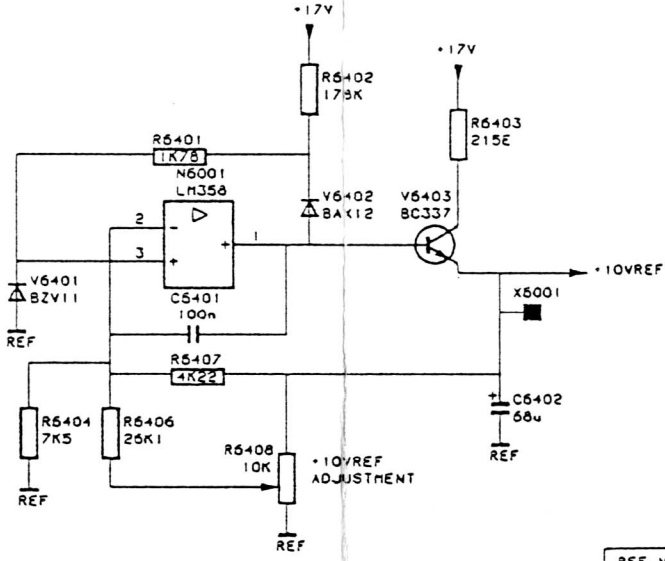 +17V
R6402
178K
+17V
R6403
215E
R6401
1K78
N6001
LM358
V6402
BAX12
V6403
BC337
2
-
1
+
3
+
V6401
BZV11
REF
C6401
100n
+10VREF
X6001
R6407
4K22
C6402
68u
+
REF
R6404
7K5
R6406
26K1
R6408
10K
+10VREF
ADJUSTMENT
REF
REF